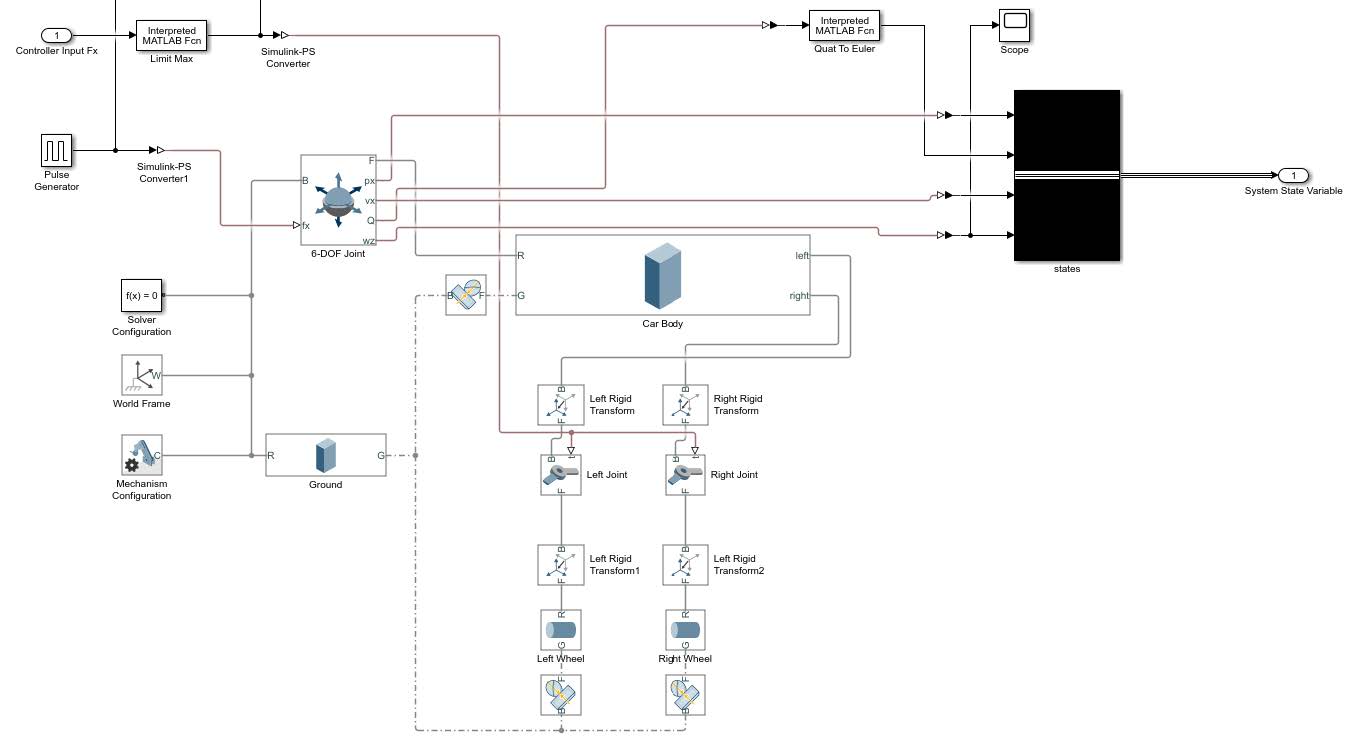 1
Controller Input Fx
Interpreted
MATLAB Fcn
Limit Max
Simulink-PS
Converter
Interpreted
MATLAB Fcn
Quat To Euler
Scope
Pulse
Generator
Simulink-PS
Converter1
B
fx
F
px
vx
Q
wz
6-DOF Joint
states
1
System State Variable
R
G
left
right
Car Body
B
F
f(x) = 0
Solver
Configuration
W
World Frame
C
Mechanism
Configuration
R
G
Ground
B
F
Left Rigid
Transform
B
F
Right Rigid
Transform
B
t
F
Left Joint
B
t
F
Right Joint
B
F
Left Rigid
Transform1
B
F
Left Rigid
Transform2
R
G
Left Wheel
R
G
Right Wheel
F
B
F
B